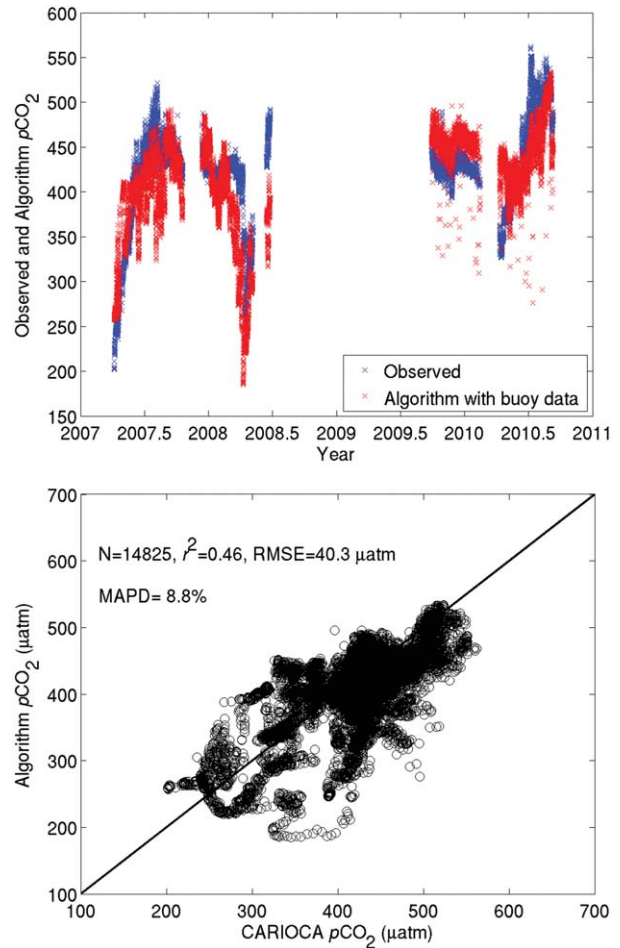 600
550
500
450
400
350
300
250
200
150
Observed and Algorithm pCO2
× Observed
× Algorithm with buoy data
2007 2007.5 2008 2008.5 2009 2009.5 2010 2010.5 2011
Year
700
600
500
400
300
200
100
Algorithm pCO2 (µatm)
N=14825, r2=0.46, RMSE=40.3 µatm
MAPD= 8.8%
100 200 300 400 500 600 700
CARIOCA pCO2 (µatm)